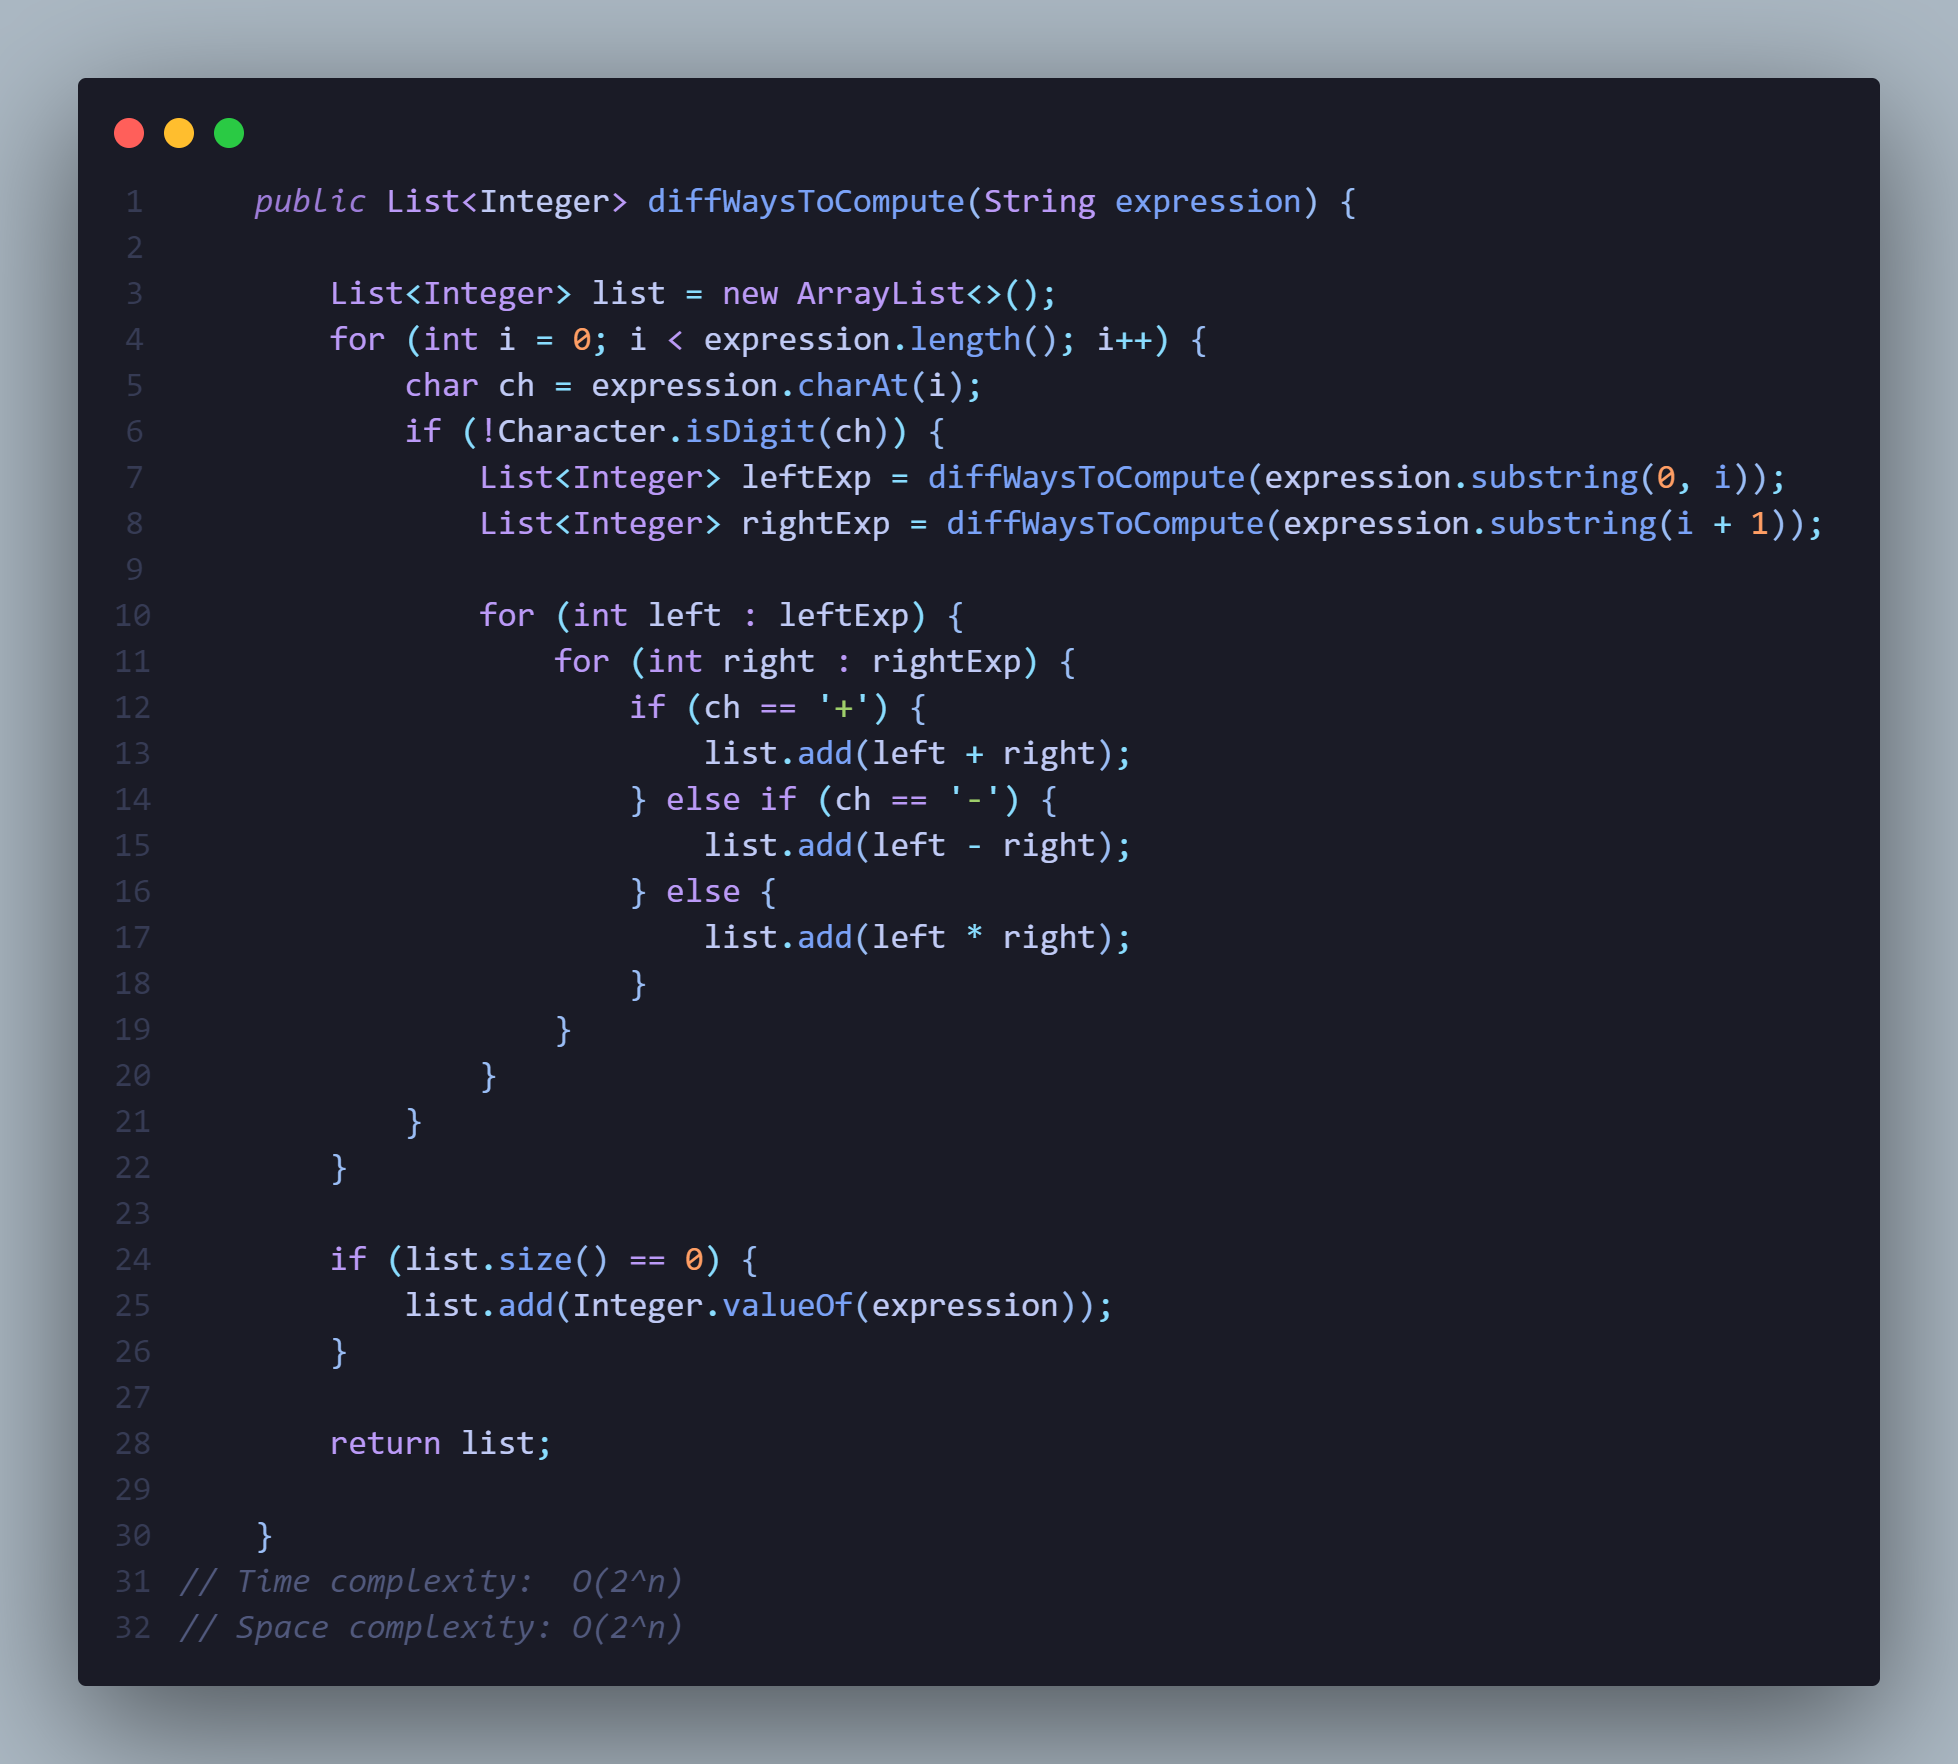 1 public List<Integer> diffWaysToCompute(String expression) {
2
3 List<Integer> list = new ArrayList<>();
4 for (int i = 0; i < expression.length(); i++) {
5 char ch = expression.charAt(i);
6 if (!Character.isDigit(ch)) {
7 List<Integer> leftExp = diffWaysToCompute(expression.substring(0, i));
8 List<Integer> rightExp = diffWaysToCompute(expression.substring(i + 1));
9
10 for (int left : leftExp) {
11 for (int right : rightExp) {
12 if (ch == '+') {
13 list.add(left + right);
14 } else if (ch == '-') {
15 list.add(left - right);
16 } else {
17 list.add(left * right);
18 }
19 }
20 }
21 }
22 }
23
24 if (list.size() == 0) {
25 list.add(Integer.valueOf(expression));
26 }
27
28 return list;
29
30 }
31 // Time complexity:  O(2^n)
32 // Space complexity: O(2^n)